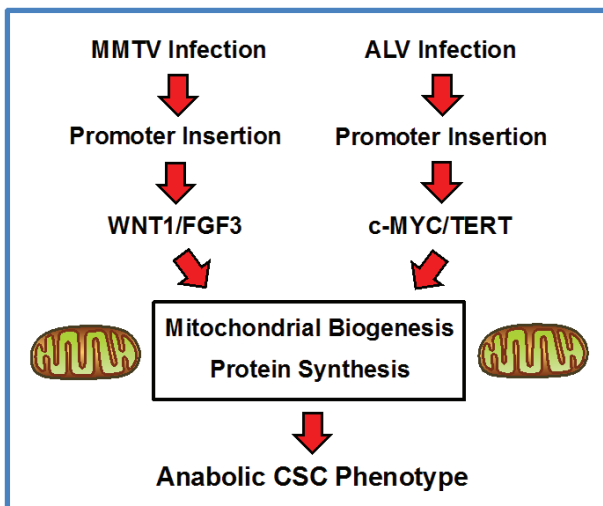 MMTV Infection
ALV Infection
Promoter Insertion
Promoter Insertion
WNT1/FGF3
c-MYC/TERT
Mitochondrial Biogenesis
Protein Synthesis
Anabolic CSC Phenotype